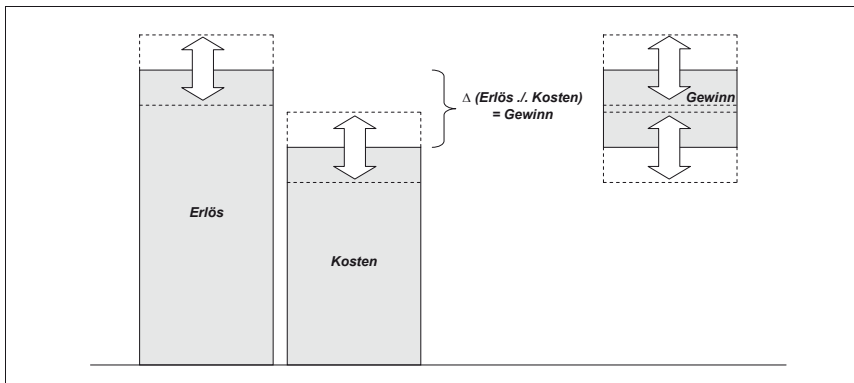 Δ (Erlös ./. Kosten)
= Gewinn
Gewinn
Erlös
Kosten